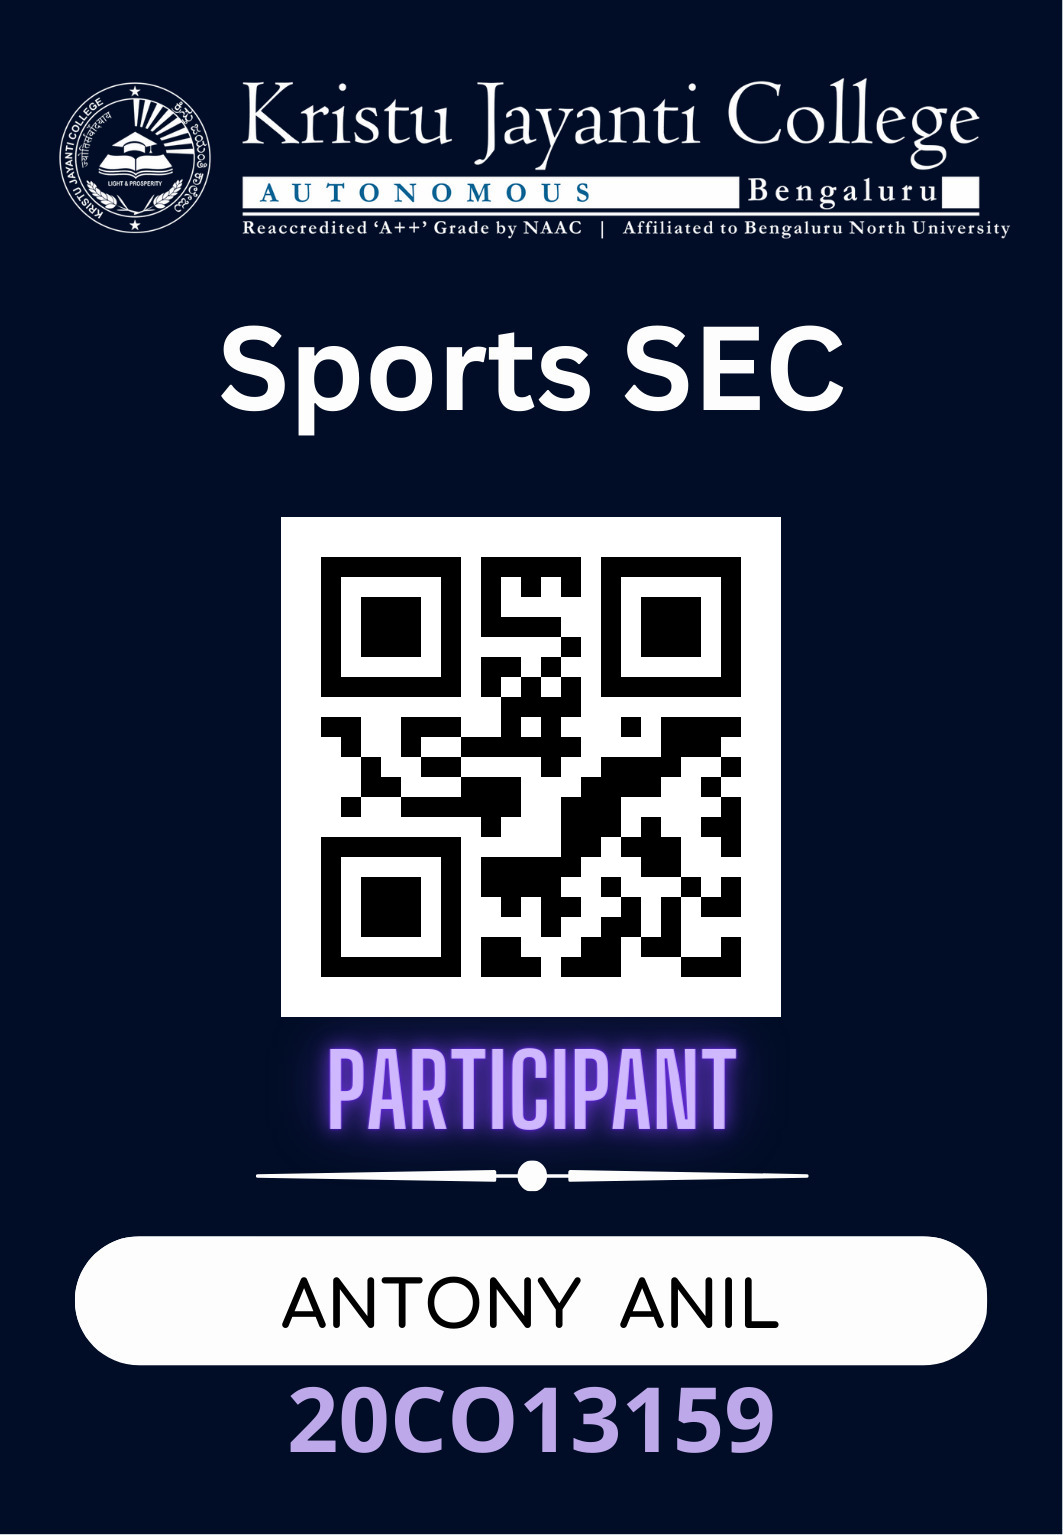 Kristu Jayanti College
AUTONOMOUS Bengaluru
Reaccredited ‘A++’ Grade by NAAC | Affiliated to Bengaluru North University
KRISTU JAYANTI COLLEGE
LIGHT & PROSPERITY
Sports SEC
PARTICIPANT
ANTONY ANIL
20CO13159